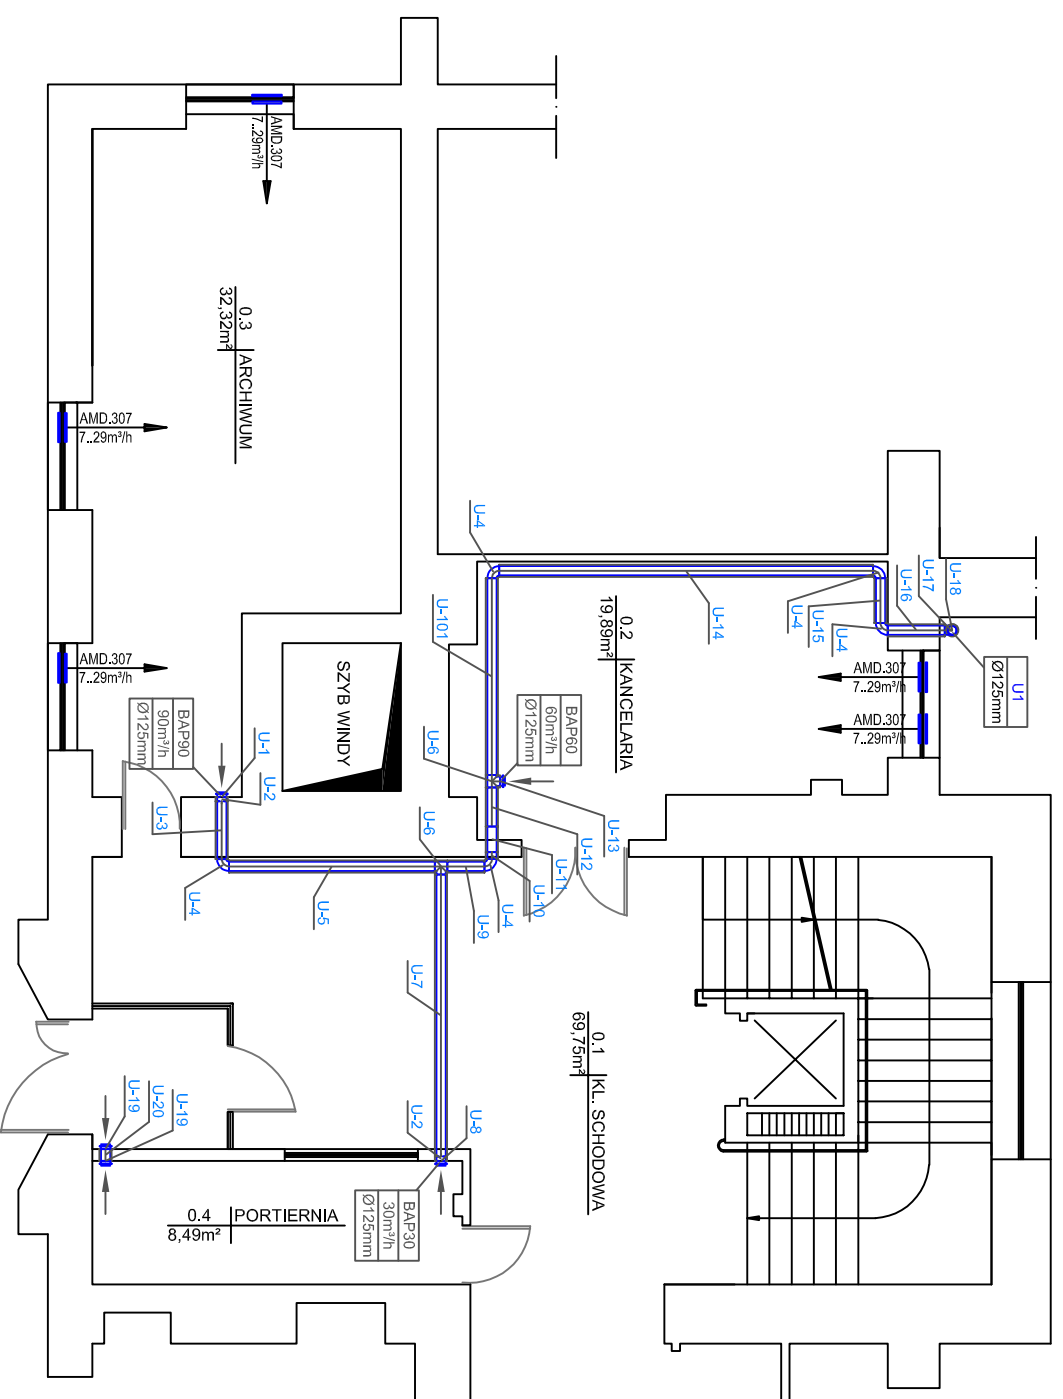 AMD.307
7..29m³/h
0.3
ARCHIWUM
32,32m²
AMD.307
7..29m³/h
AMD.307
7..29m³/h
SZYB WINDY
BAP90
90m³/h
Ø125mm
U-1
U-2
U-3
U-4
U-5
U-6
U-7
U-9
U-4
U-10
U-11
U-12
U-13
U-6
U-101
U-4
U-14
U-4
U-15
U-4
U-16
U-17
U-18
U1
Ø125mm
AMD.307
7..29m³/h
AMD.307
7..29m³/h
0.2
KANCELARIA
19,89m²
BAP60
60m³/h
Ø125mm
0.1
KL. SCHODOWA
69,75m²
U-19
U-20
U-19
U-2
U-8
BAP30
30m³/h
Ø125mm
0.4
PORTIERNIA
8,49m²